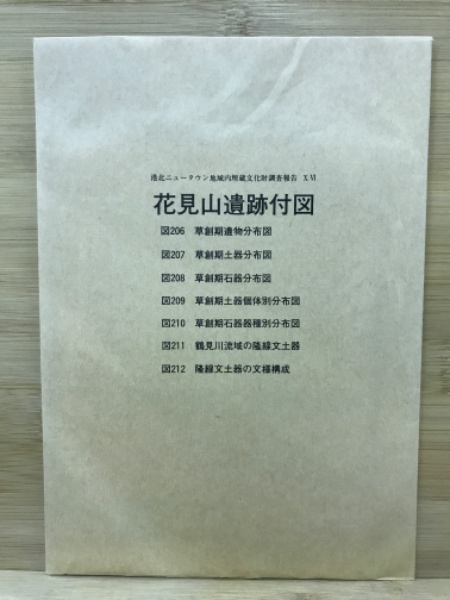 港北ニュータウン地域内埋蔵文化財調査報告 XVI
花見山遺跡付図
図206 草創期遺物分布図
図207 草創期土器分布図
図208 草創期石器分布図
図209 草創期土器個体別分布図
図210 草創期石器器種別分布図
図211 鶴見川流域の隆線文土器
図212 隆線文土器の文様構成